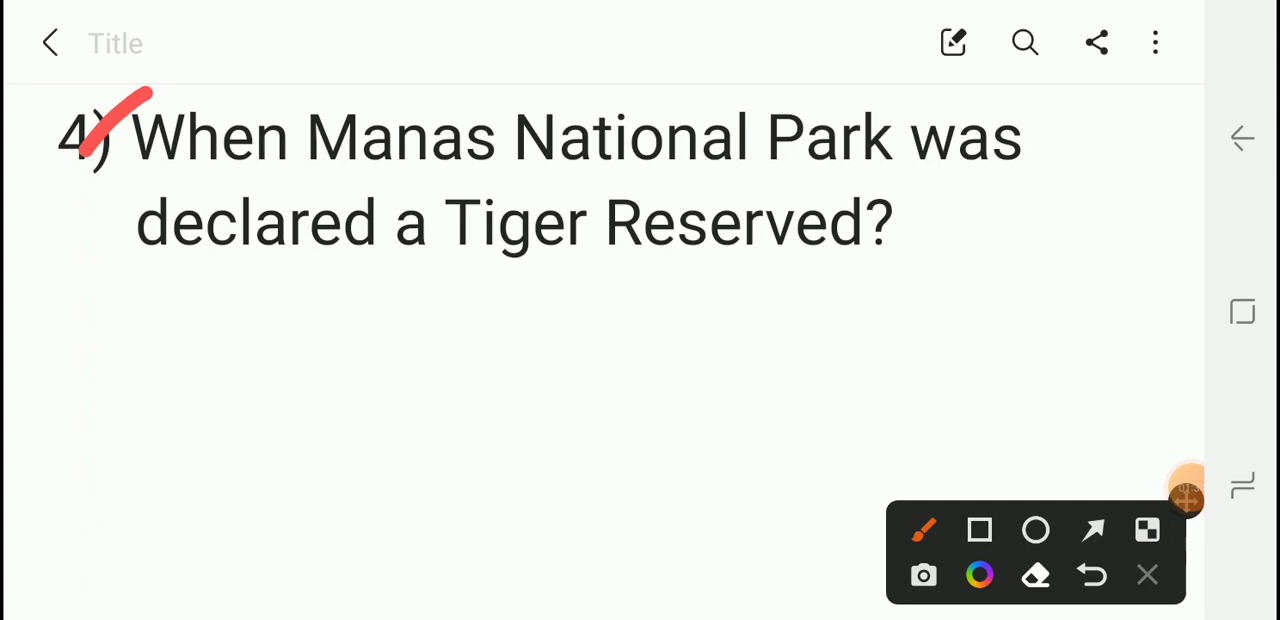 Title
4) When Manas National Park was
declared a Tiger Reserved?